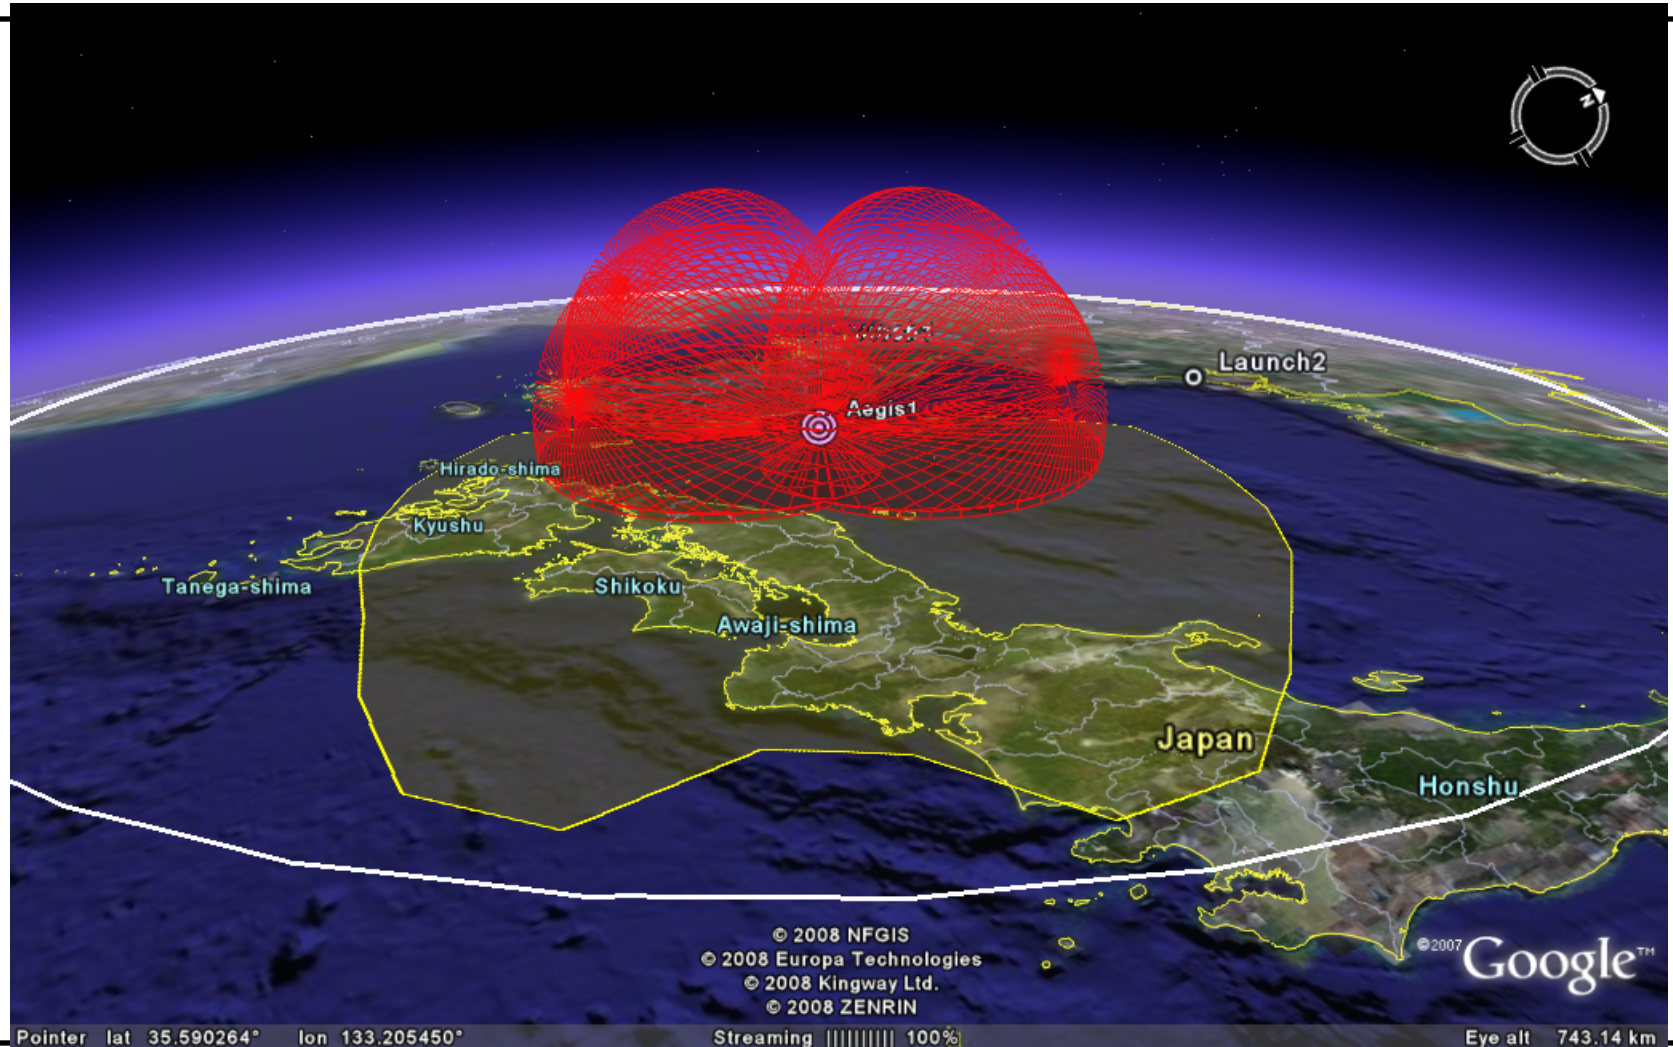 N
Launch2
Aegis1
Hirado-shima
Kyushu
Tanega-shima
Shikoku
Awaji-shima
Japan
Honshu
© 2008 NFGIS
© 2008 Europa Technologies
© 2008 Kingway Ltd.
© 2008 ZENRIN
©2007 Google™
Pointer lat 35.590264° lon 133.205450° Streaming |||||||||| 100% Eye alt 743.14 km